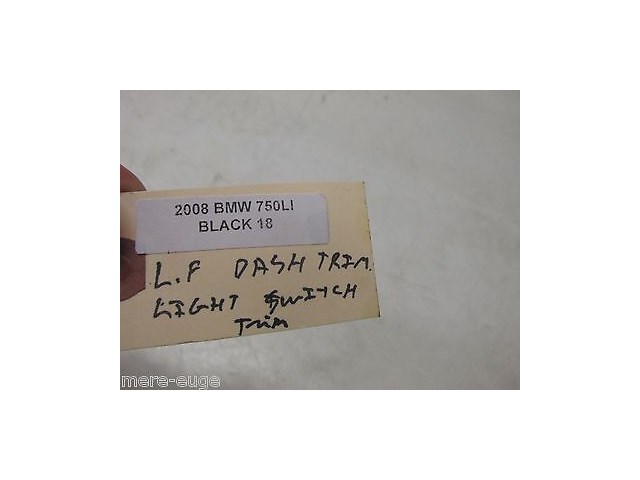 2008 BMW 750LI
BLACK 18
L.F DASH TRIM.
LIGHT SWITCH
Trim
mere-euge